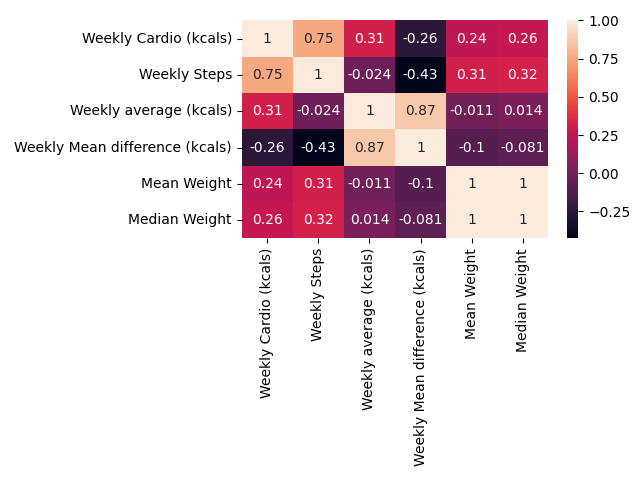 Weekly Cardio (kcals) 1 0.75 0.31 -0.26 0.24 0.26
Weekly Steps 0.75 1 -0.024 -0.43 0.31 0.32
Weekly average (kcals) 0.31 -0.024 1 0.87 -0.011 0.014
Weekly Mean difference (kcals) -0.26 -0.43 0.87 1 -0.1 -0.081
Mean Weight 0.24 0.31 -0.011 -0.1 1 1
Median Weight 0.26 0.32 0.014 -0.081 1 1
Weekly Cardio (kcals)
Weekly Steps
Weekly average (kcals)
Weekly Mean difference (kcals)
Mean Weight
Median Weight
1.00
0.75
0.50
0.25
0.00
−0.25